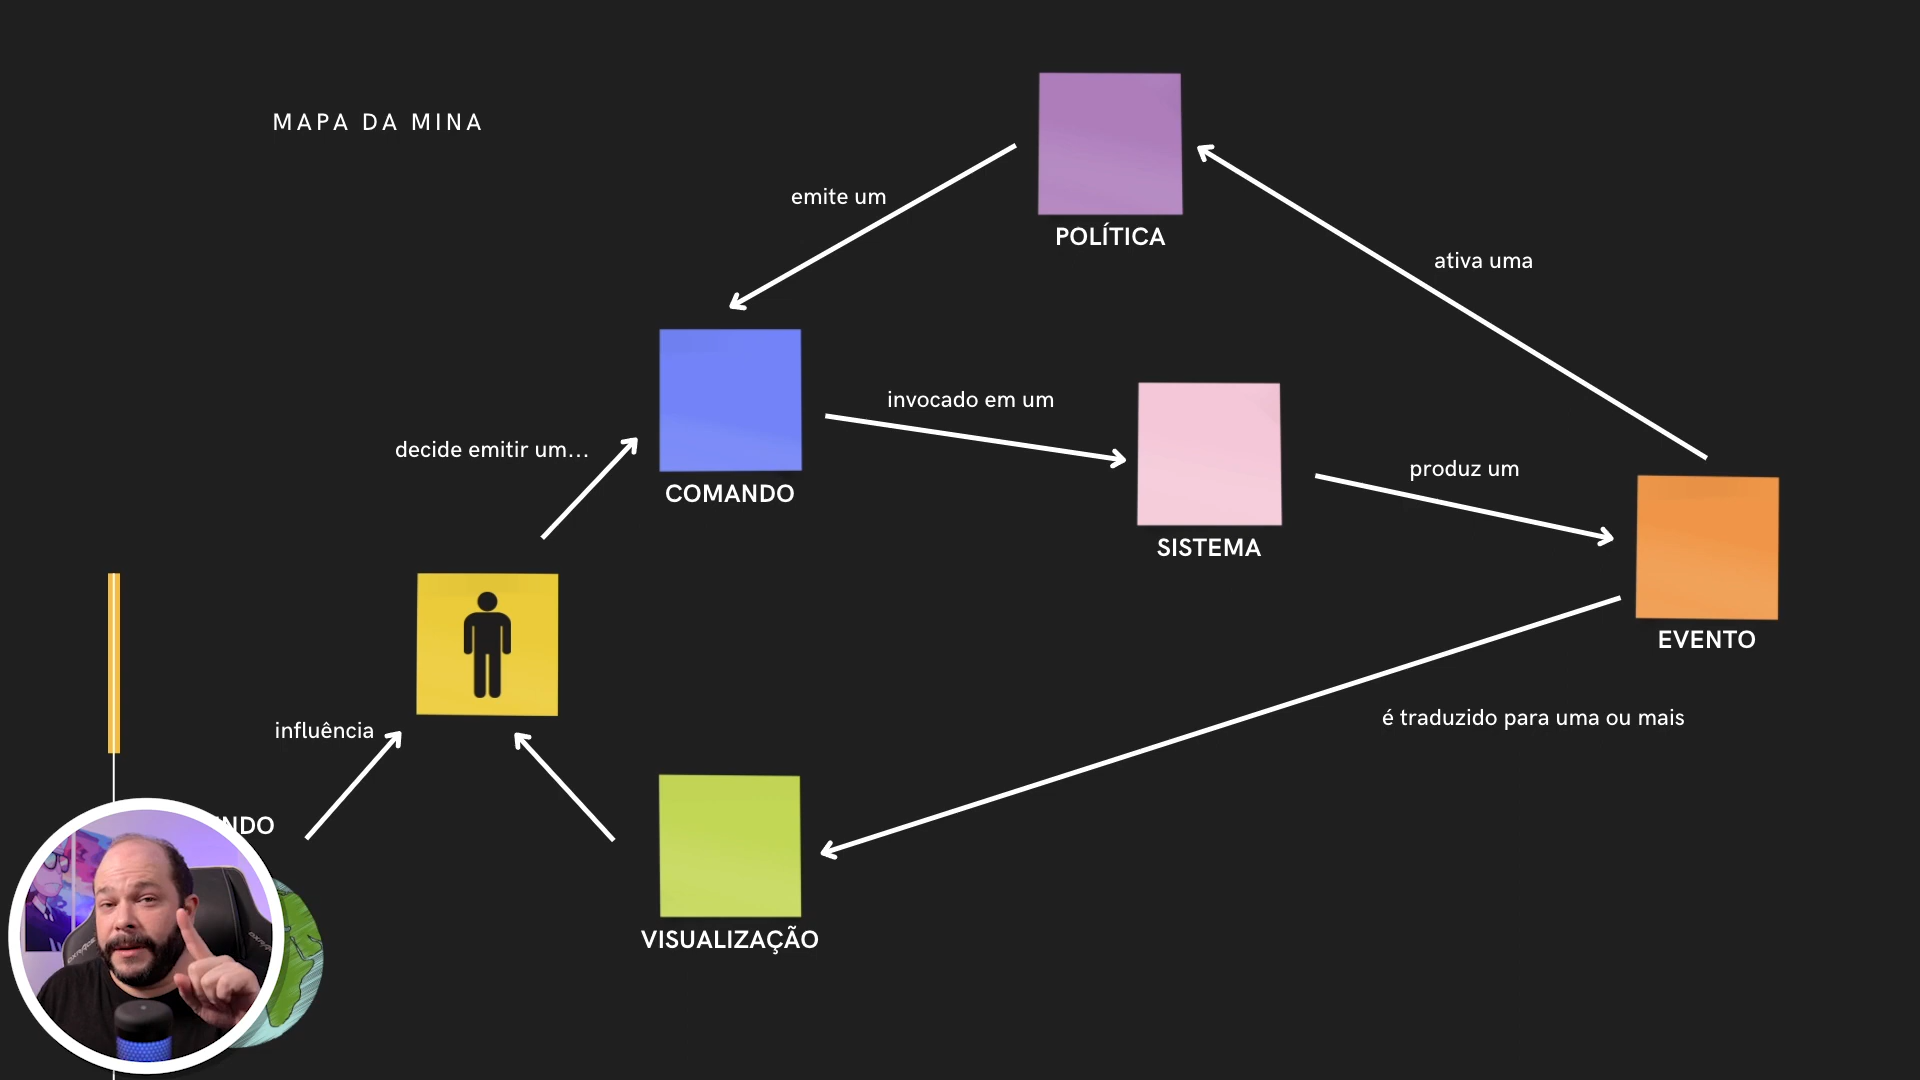 MAPA DA MINA
emite um
POLÍTICA
ativa uma
COMANDO
invocado em um
decide emitir um...
SISTEMA
produz um
EVENTO
influência
é traduzido para uma ou mais
VISUALIZAÇÃO